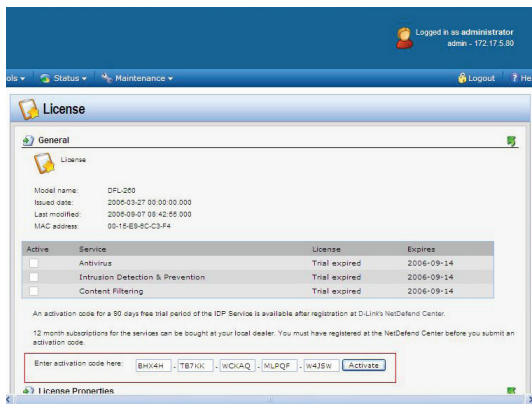 Logged in as administrator
admin - 172.17.5.80
ols Status Maintenance Logout ? He
License
General
License
Model name: DFL-260
Issued date: 2006-03-27 00:00:00.000
Last modified: 2006-09-07 08:42:56.000
MAC address: 00-15-E9-6C-C3-F4
Active Service License Expires
Antivirus Trial expired 2006-09-14
Intrusion Detection & Prevention Trial expired 2006-09-14
Content Filtering Trial expired 2006-09-14
An activation code for a 90 days free trial period of the IDP Service is available after registration at D-Link's NetDefend Center.
12 month subscriptions for the services can be bought at your local dealer. You must have registered at the NetDefend Center before you submit an
activation code.
Enter activation code here: BHX4H - TB7KK - WCKAQ - MLPQF - W4JSW Activate
License Properties